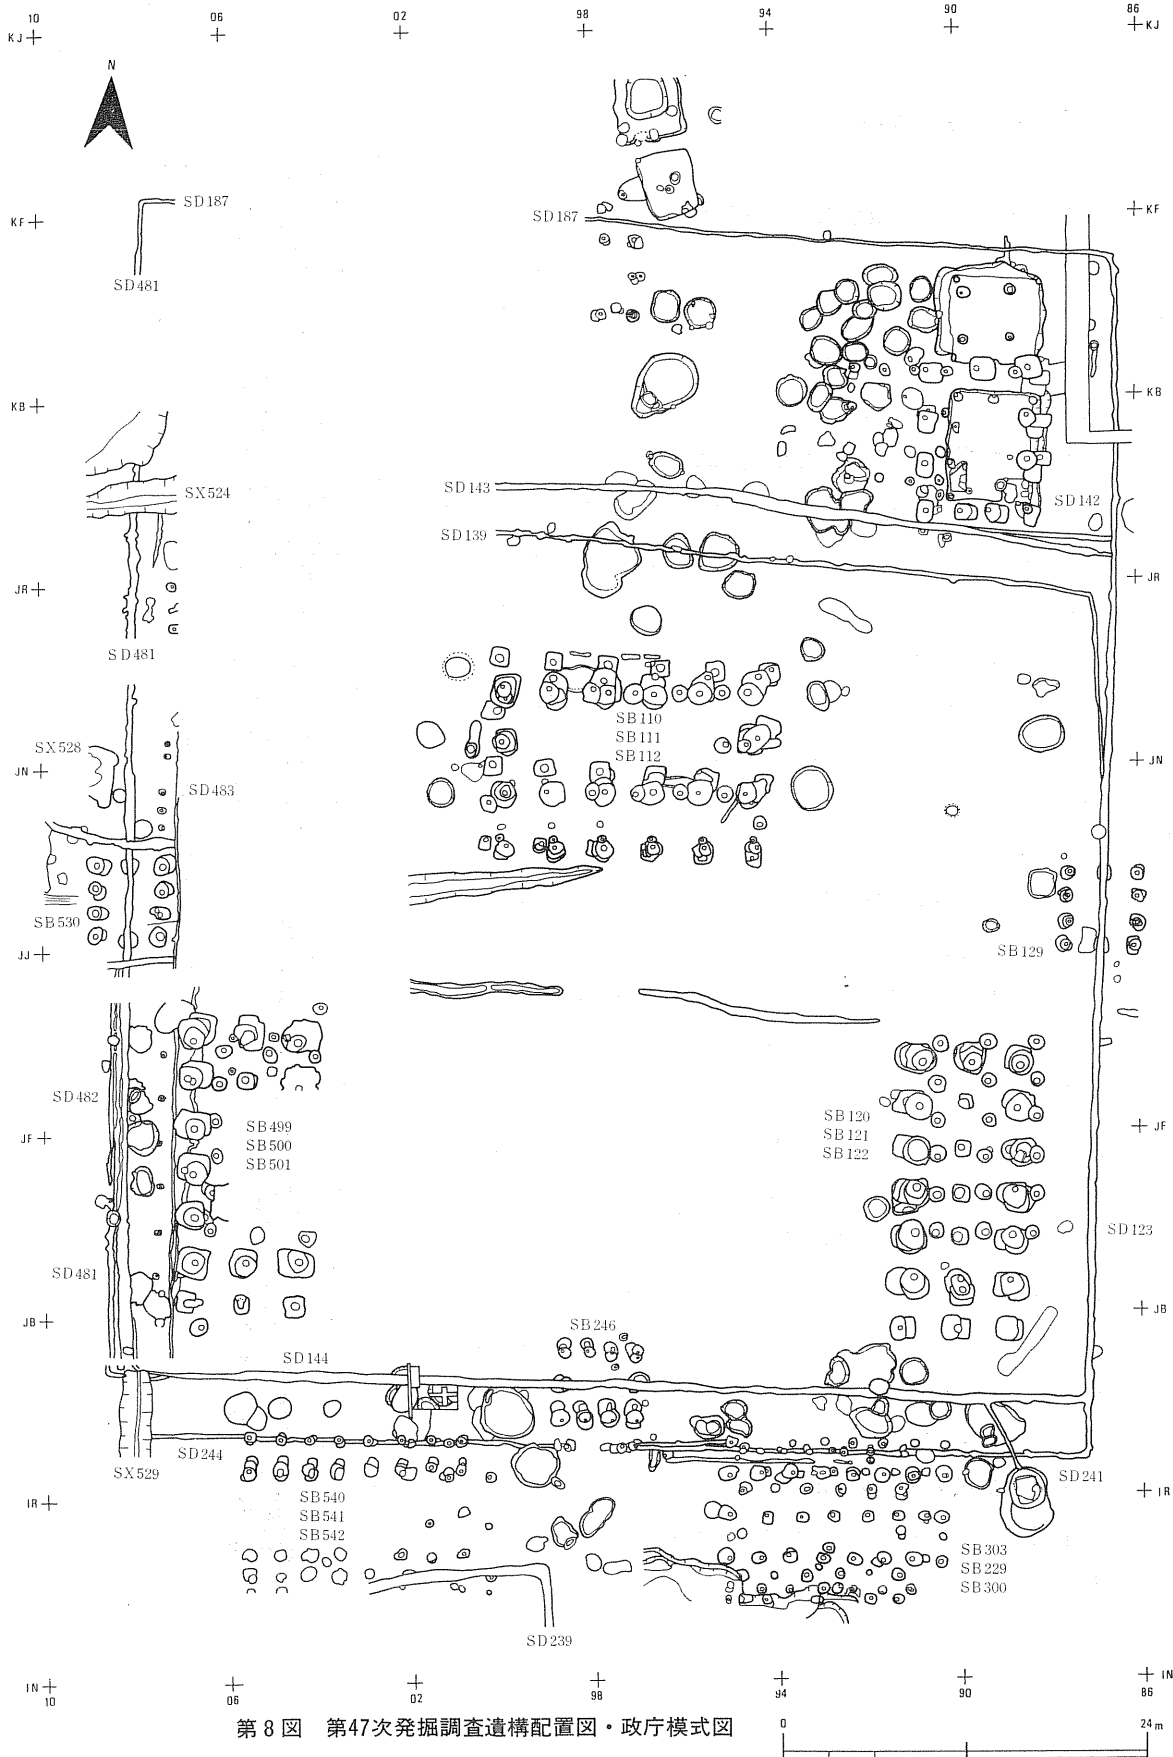 10
06
02
98
94
90
86
KJ
KJ
N
SD187
SD187
KF
KF
SD481
KB
KB
SD143
SX524
SD142
SD139
JR
JR
SD481
SB110
SB111
SB112
SX528
JN
JN
SD483
SB530
JJ
SB129
SD482
SB499
SB500
SB501
SB120
SB121
SB122
JF
JF
SD123
SD481
JB
JB
SB246
SD144
SD244
SX529
SD241
IR
IR
SB540
SB541
SB542
SB303
SB229
SB300
SD239
IN
IN
10
06
02
98
94
90
86
第8図 第47次発掘調査遺構配置図・政庁模式図
0 24m